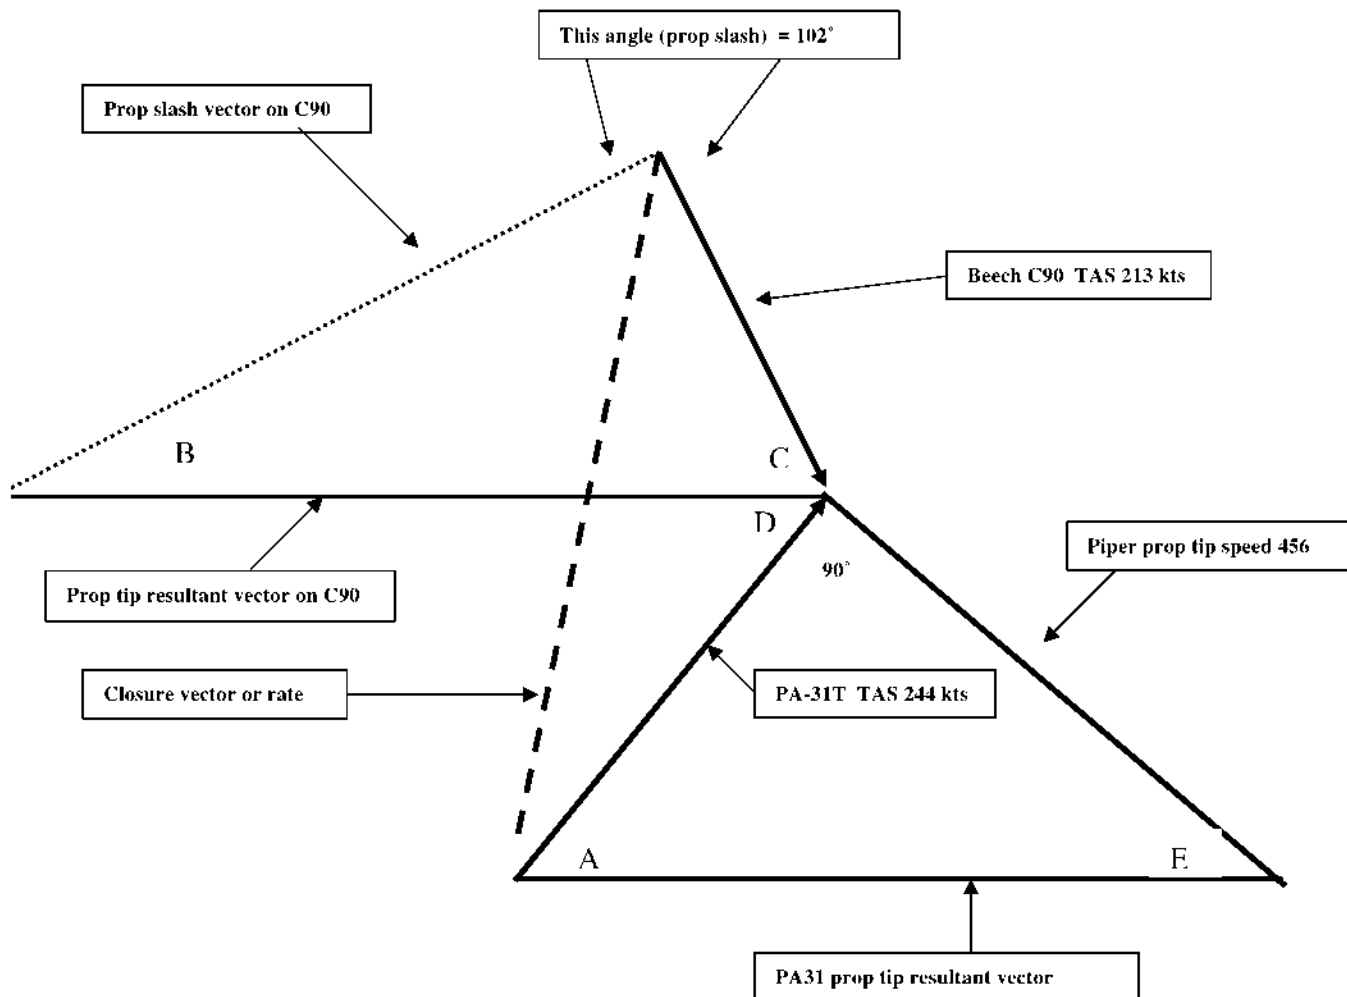 This angle (prop slash) = 102°
Prop slash vector on C90
Beech C90 TAS 213 kts
B
C
D
Piper prop tip speed 456
90°
Prop tip resultant vector on C90
Closure vector or rate
PA-31T TAS 244 kts
A
E
PA31 prop tip resultant vector